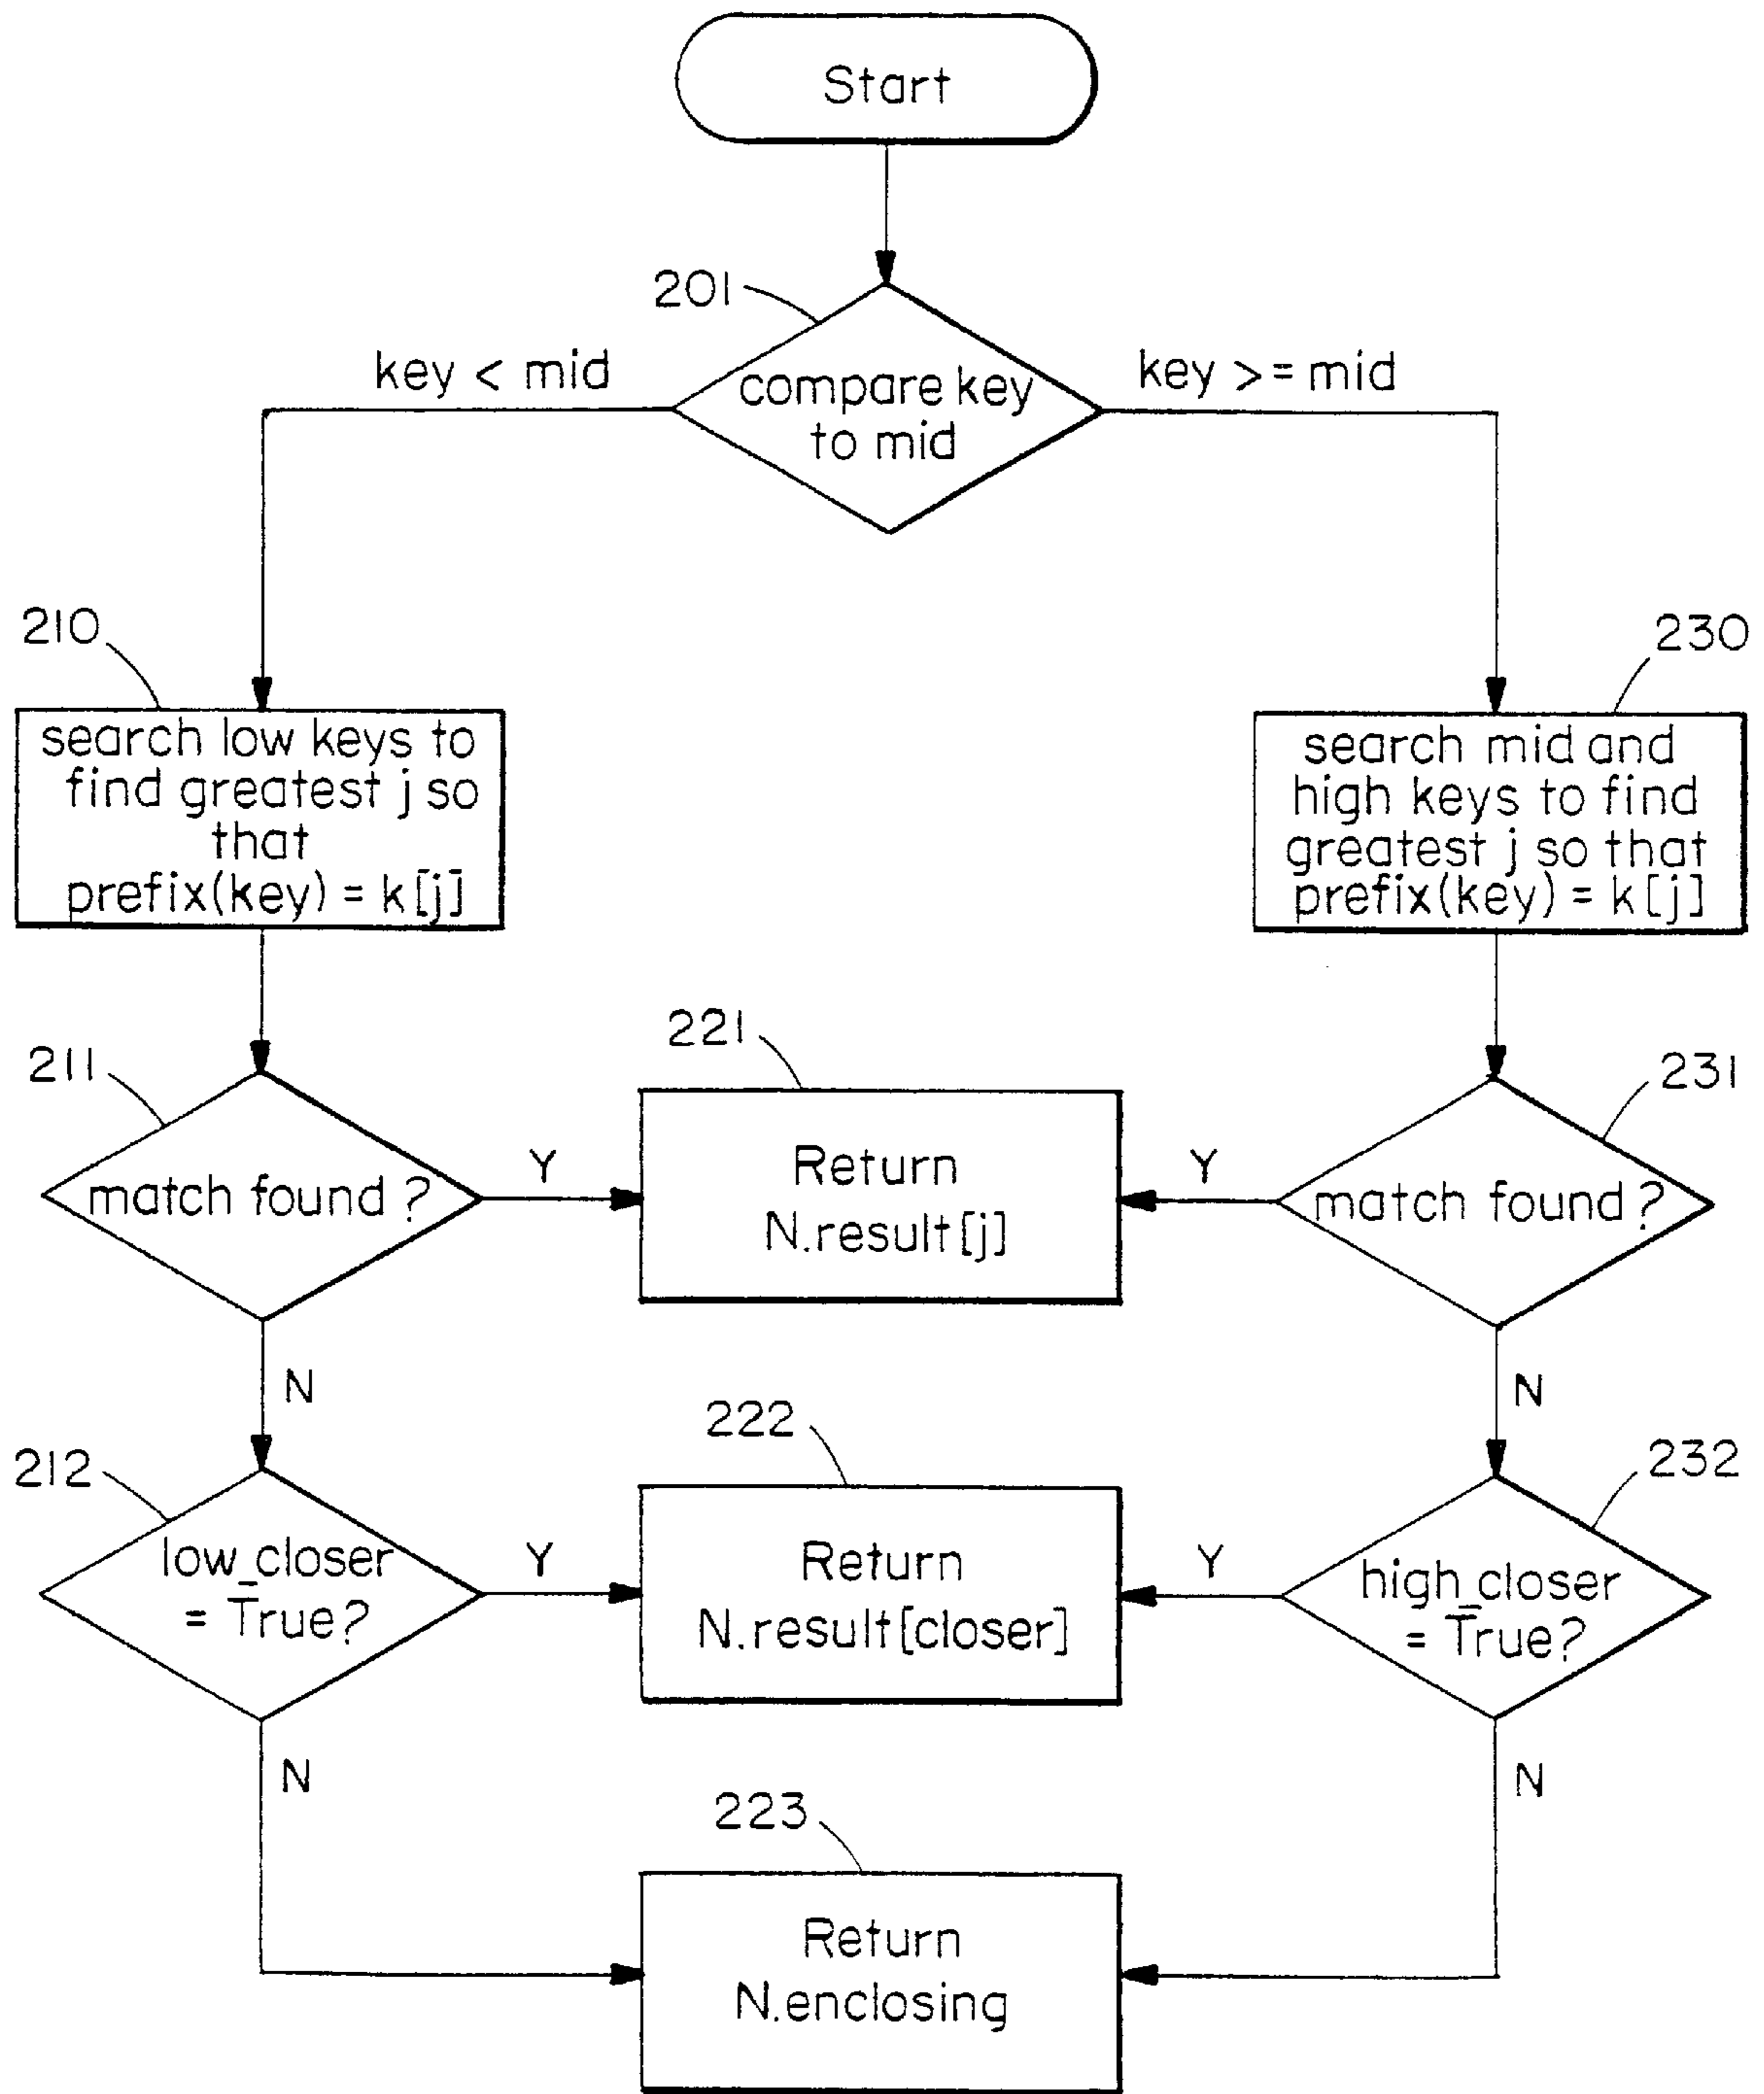 Start
201
key < mid
key >= mid
compare key
to mid
210
230
search low keys to
find greatest j so
that
prefix(key) = k[j]
search mid and
high keys to find
greatest j so that
prefix(key) = k[j]
211
221
231
match found?
Y
Return
N.result[j]
Y
match found?
N
N
212
222
232
low_closer
= True?
Y
Return
N.result[closer]
Y
high_closer
= True?
N
N
223
Return
N.enclosing